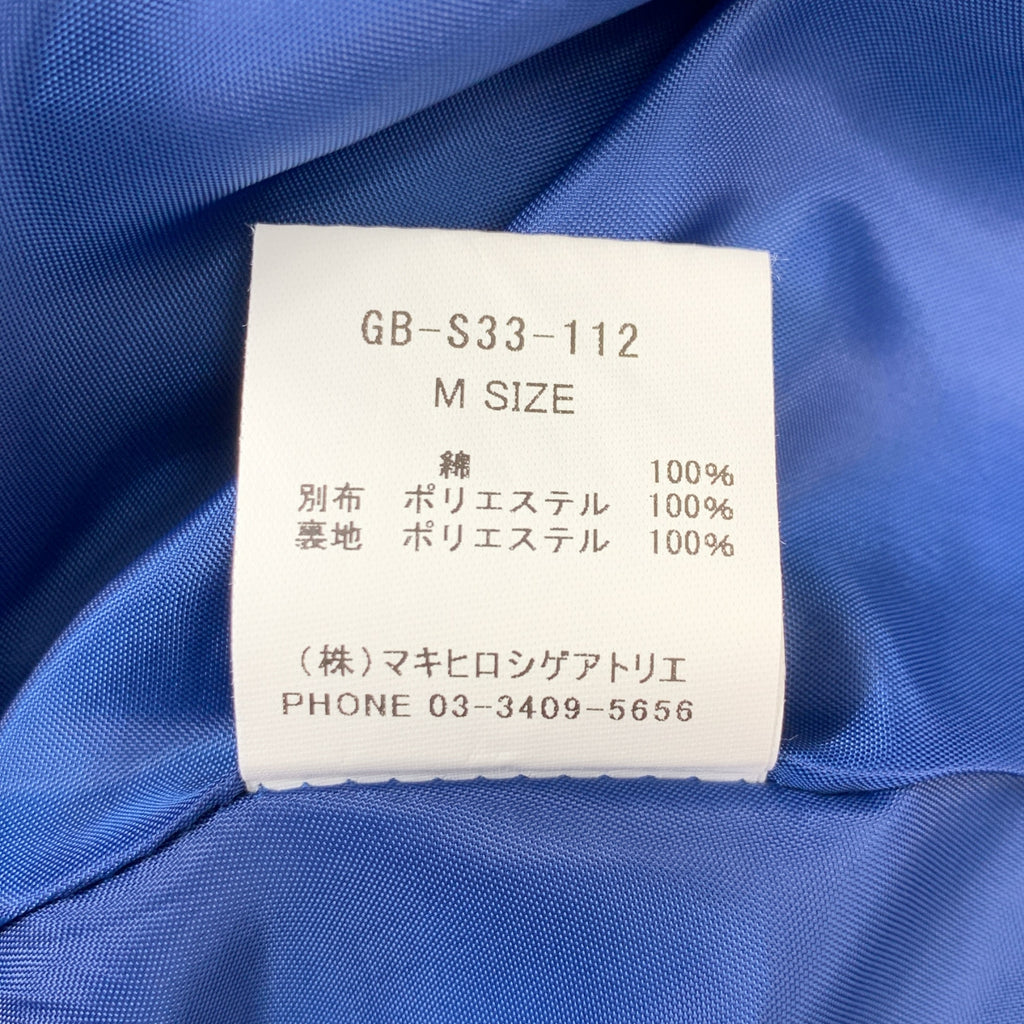 GB-S33-112
M SIZE
綿 100%
別布 ポリエステル 100%
裏地 ポリエステル 100%
(株)マキヒロシゲアトリエ
PHONE 03-3409-5656